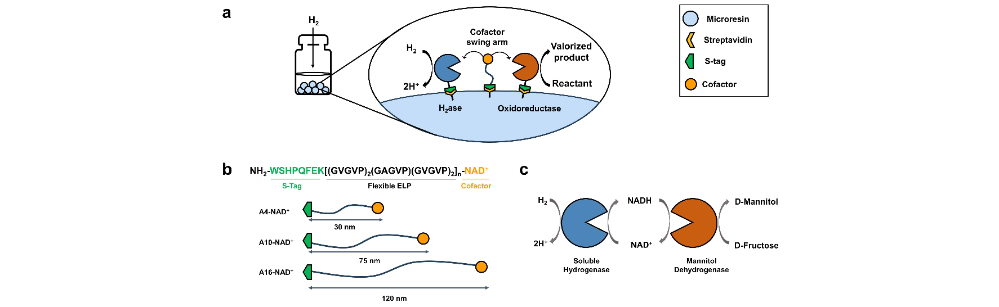 a
H₂
Cofactor
swing arm
H₂
Valorized
product
2H⁺
Reactant
H₂ase
Oxidoreductase
Microresin
Streptavidin
S-tag
Cofactor
b
NH₂-WSHPQFEK[(GVGVP)₂(GAGVP)(GVGVP)₂]ₙ-NAD⁺
S-Tag
Flexible ELP
Cofactor
A4-NAD⁺
30 nm
A10-NAD⁺
75 nm
A16-NAD⁺
120 nm
c
H₂
NADH
D-Mannitol
2H⁺
NAD⁺
D-Fructose
Soluble
Hydrogenase
Mannitol
Dehydrogenase